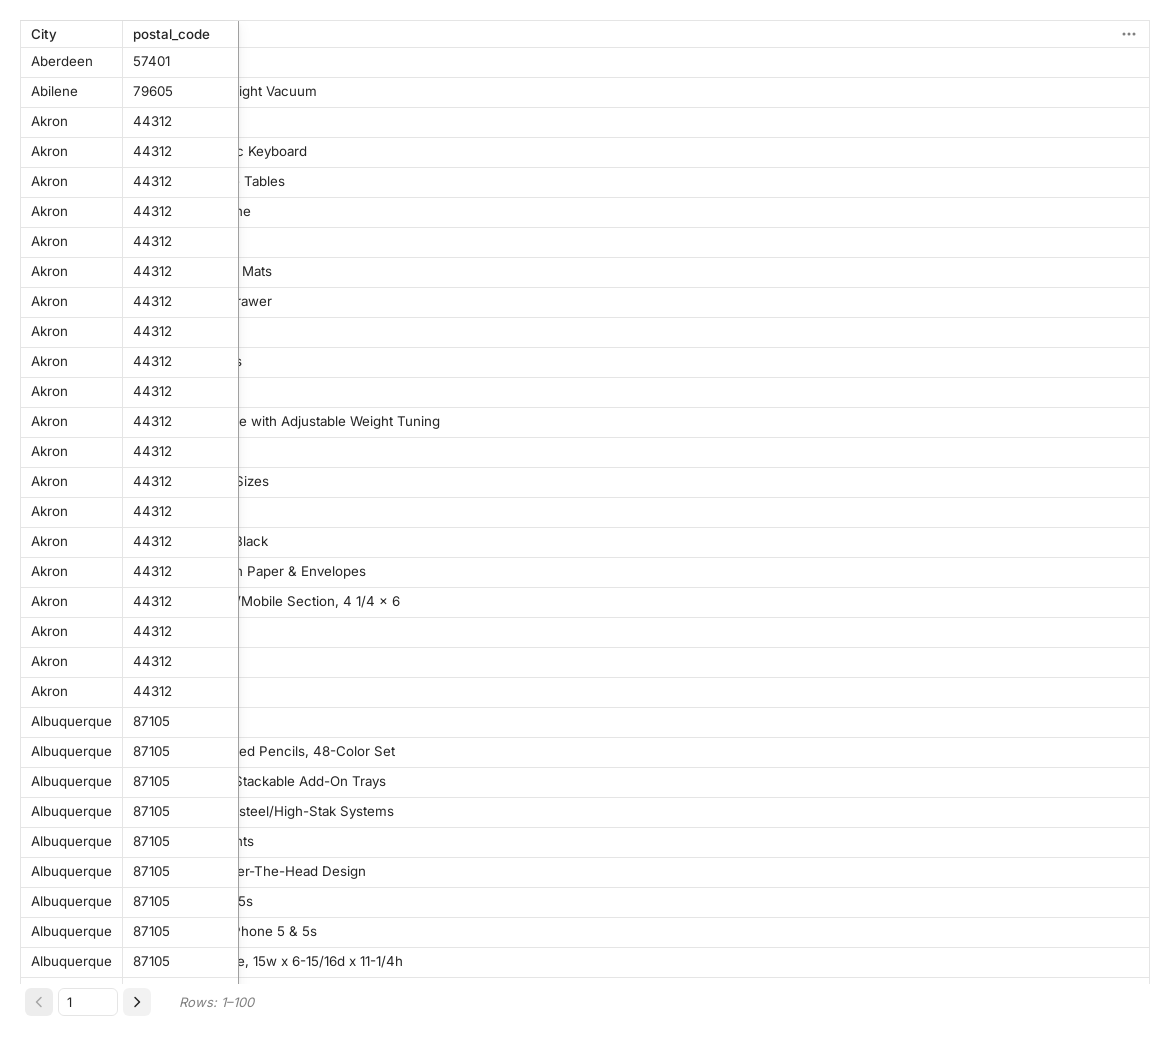 City postal_code
Aberdeen 57401
Abilene 79605 ight Vacuum
Akron 44312
Akron 44312 c Keyboard
Akron 44312 Tables
Akron 44312 ne
Akron 44312
Akron 44312 Mats
Akron 44312 rawer
Akron 44312
Akron 44312 s
Akron 44312
Akron 44312 e with Adjustable Weight Tuning
Akron 44312
Akron 44312 Sizes
Akron 44312
Akron 44312 Black
Akron 44312 n Paper & Envelopes
Akron 44312 /Mobile Section, 4 1/4 × 6
Akron 44312
Akron 44312
Akron 44312
Albuquerque 87105
Albuquerque 87105 ed Pencils, 48-Color Set
Albuquerque 87105 Stackable Add-On Trays
Albuquerque 87105 steel/High-Stak Systems
Albuquerque 87105 nts
Albuquerque 87105 er-The-Head Design
Albuquerque 87105 5s
Albuquerque 87105 Phone 5 & 5s
Albuquerque 87105 e, 15w x 6-15/16d x 11-1/4h
1 Rows: 1–100